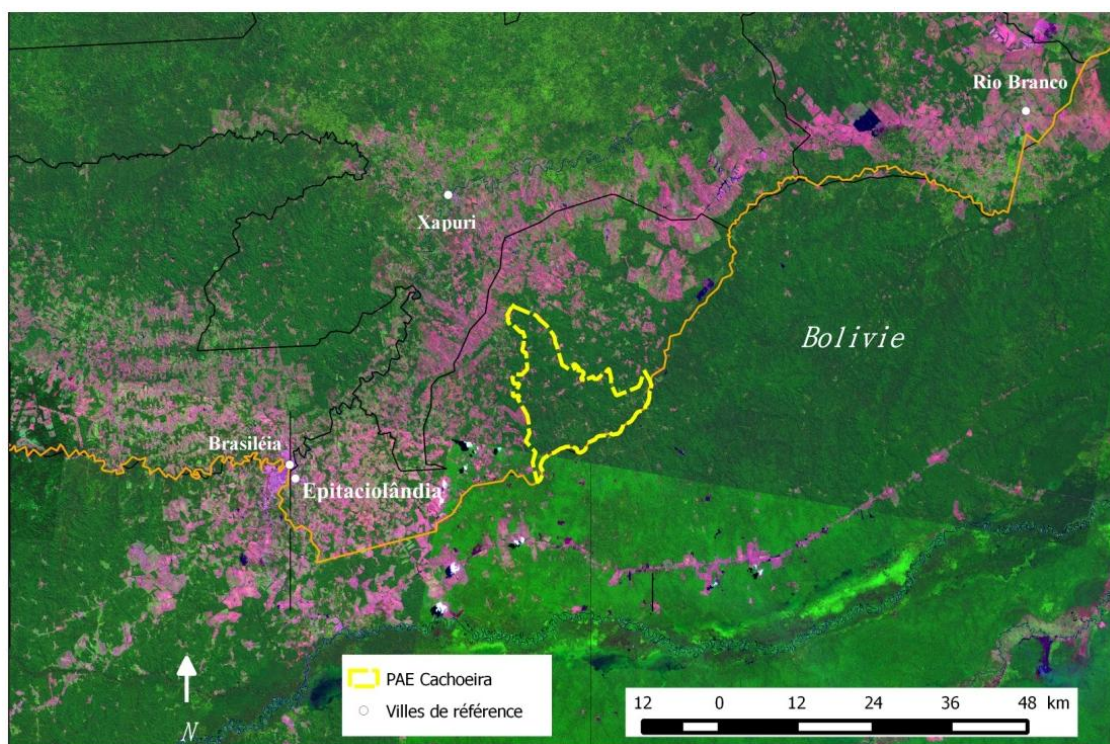 Rio Branco
Xapuri
Bolivie
Brasiléia
Epitaciolândia
PAE Cachoeira
Villes de référence
12 0 12 24 36 48 km
N